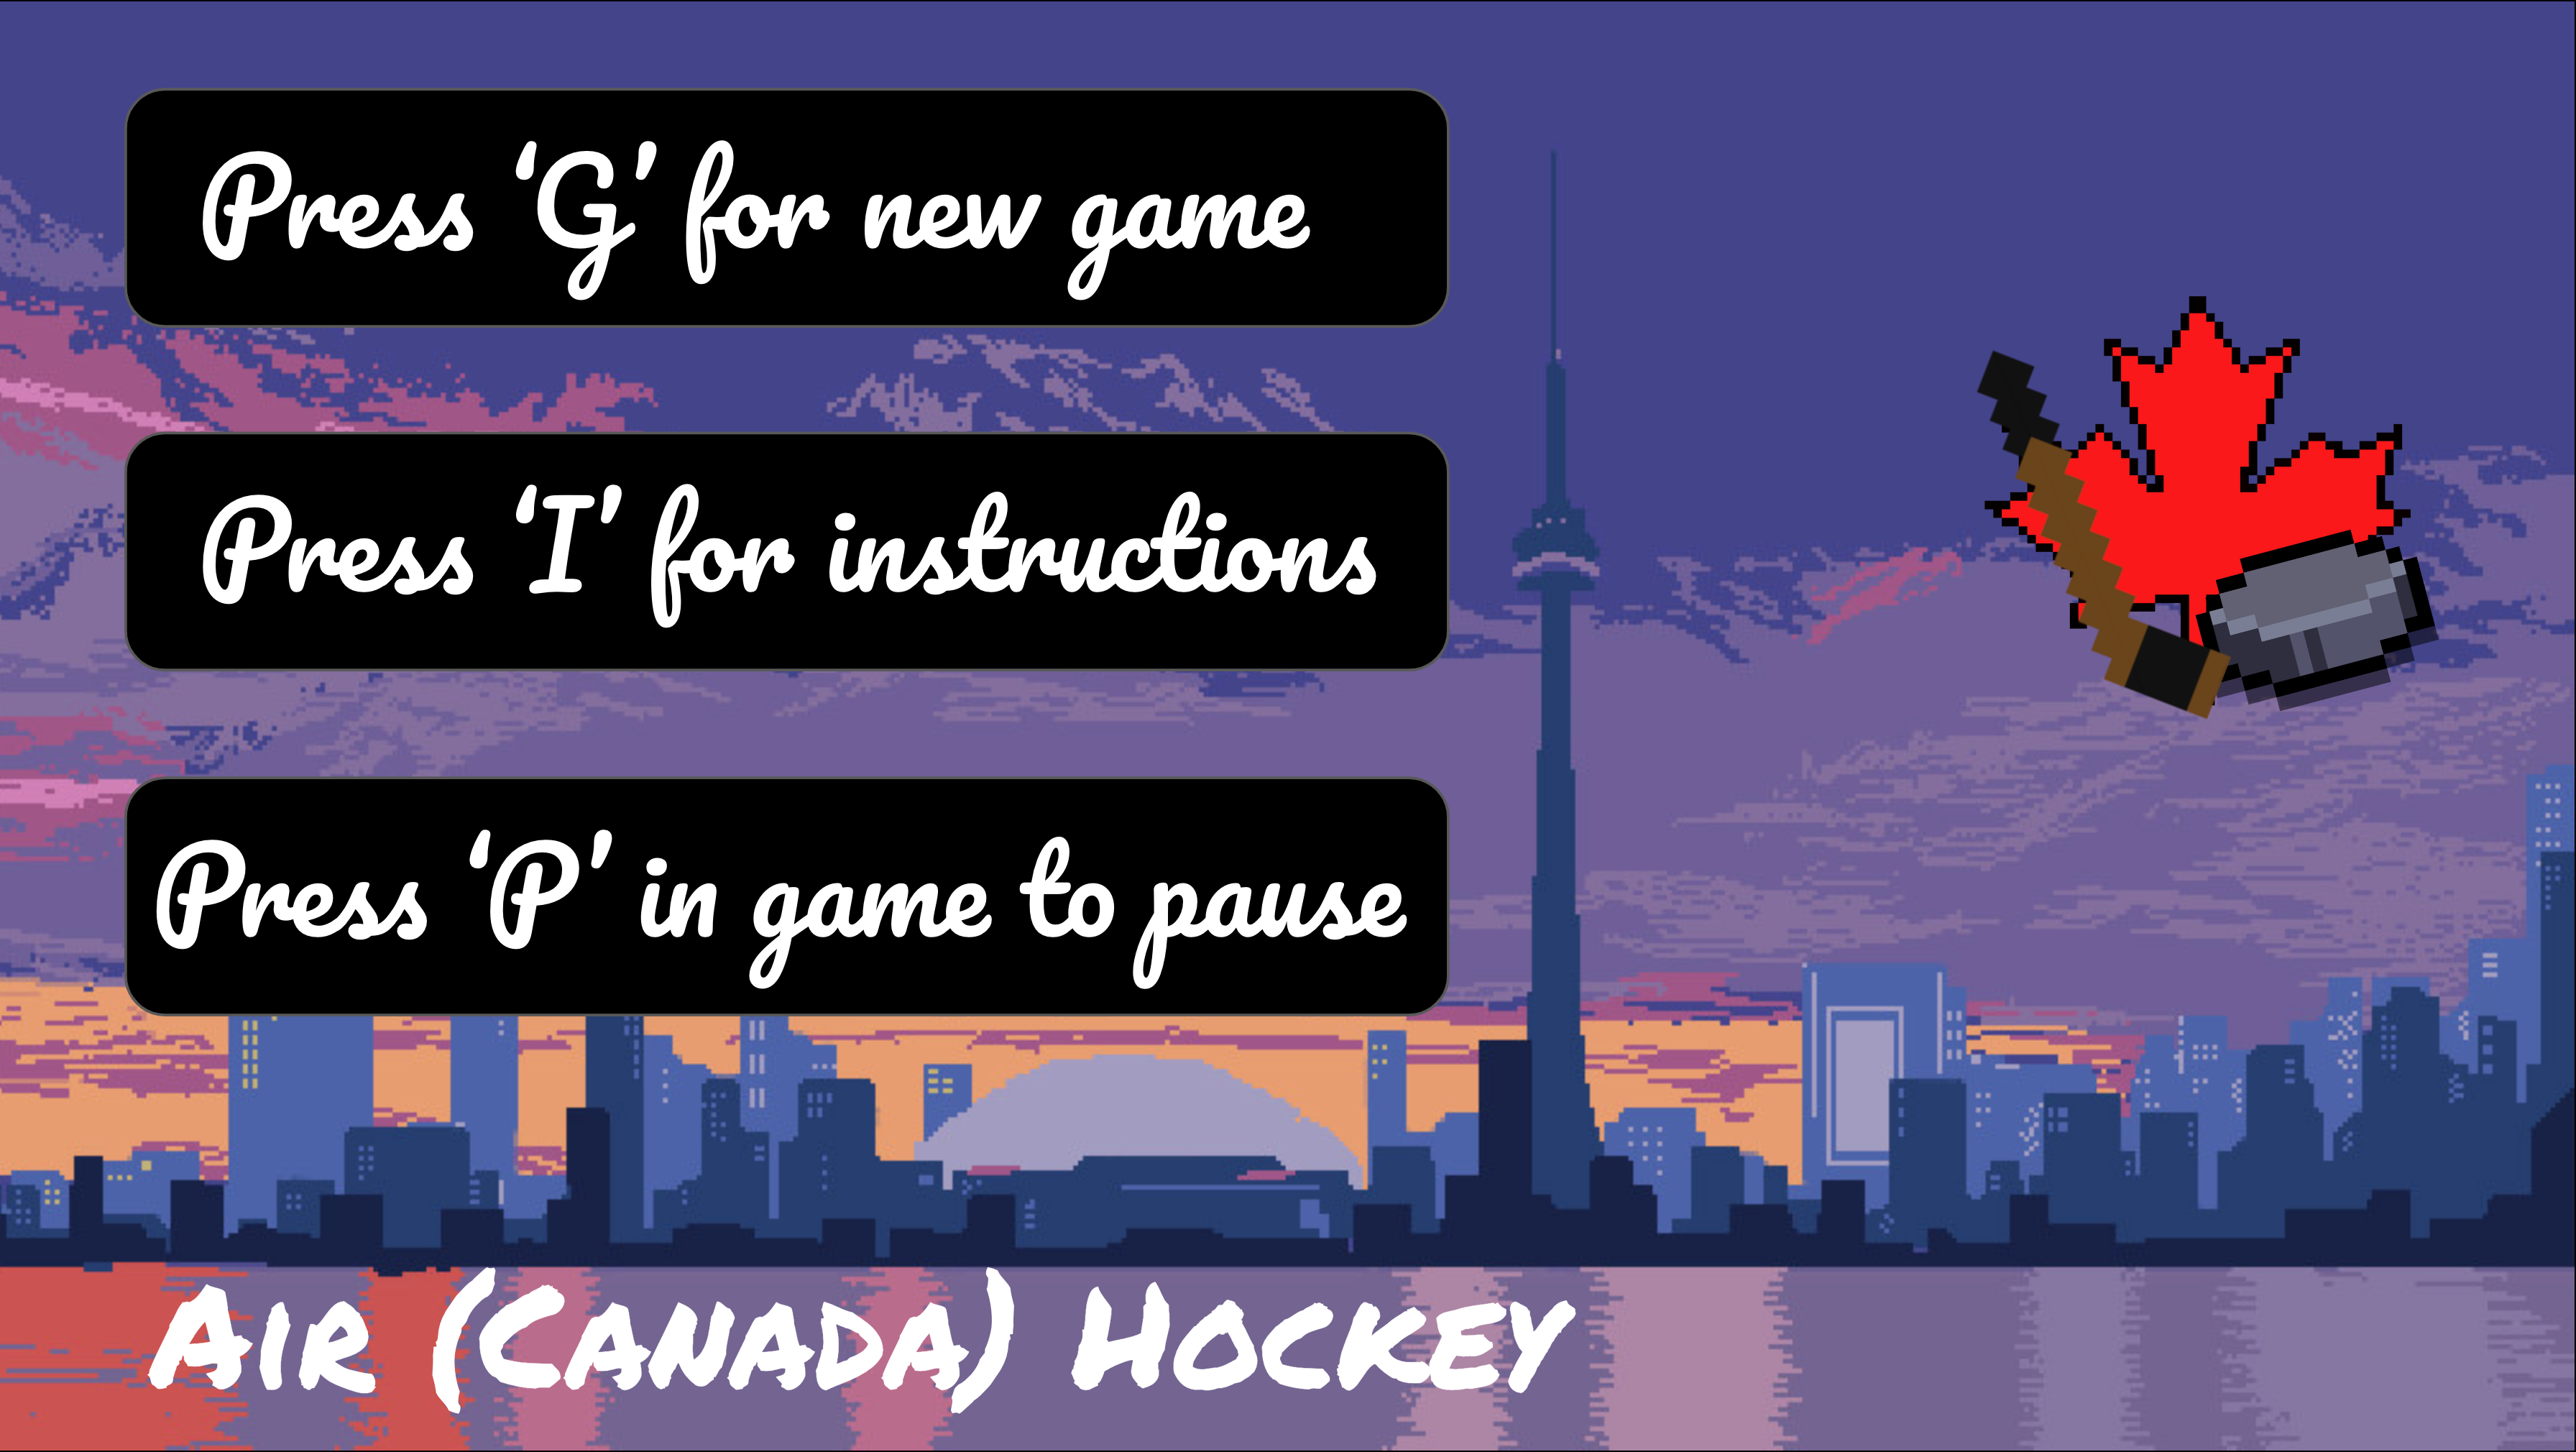 Press ‘G’ for new game
Press ‘I’ for instructions
Press ‘P’ in game to pause
Air (Canada) Hockey